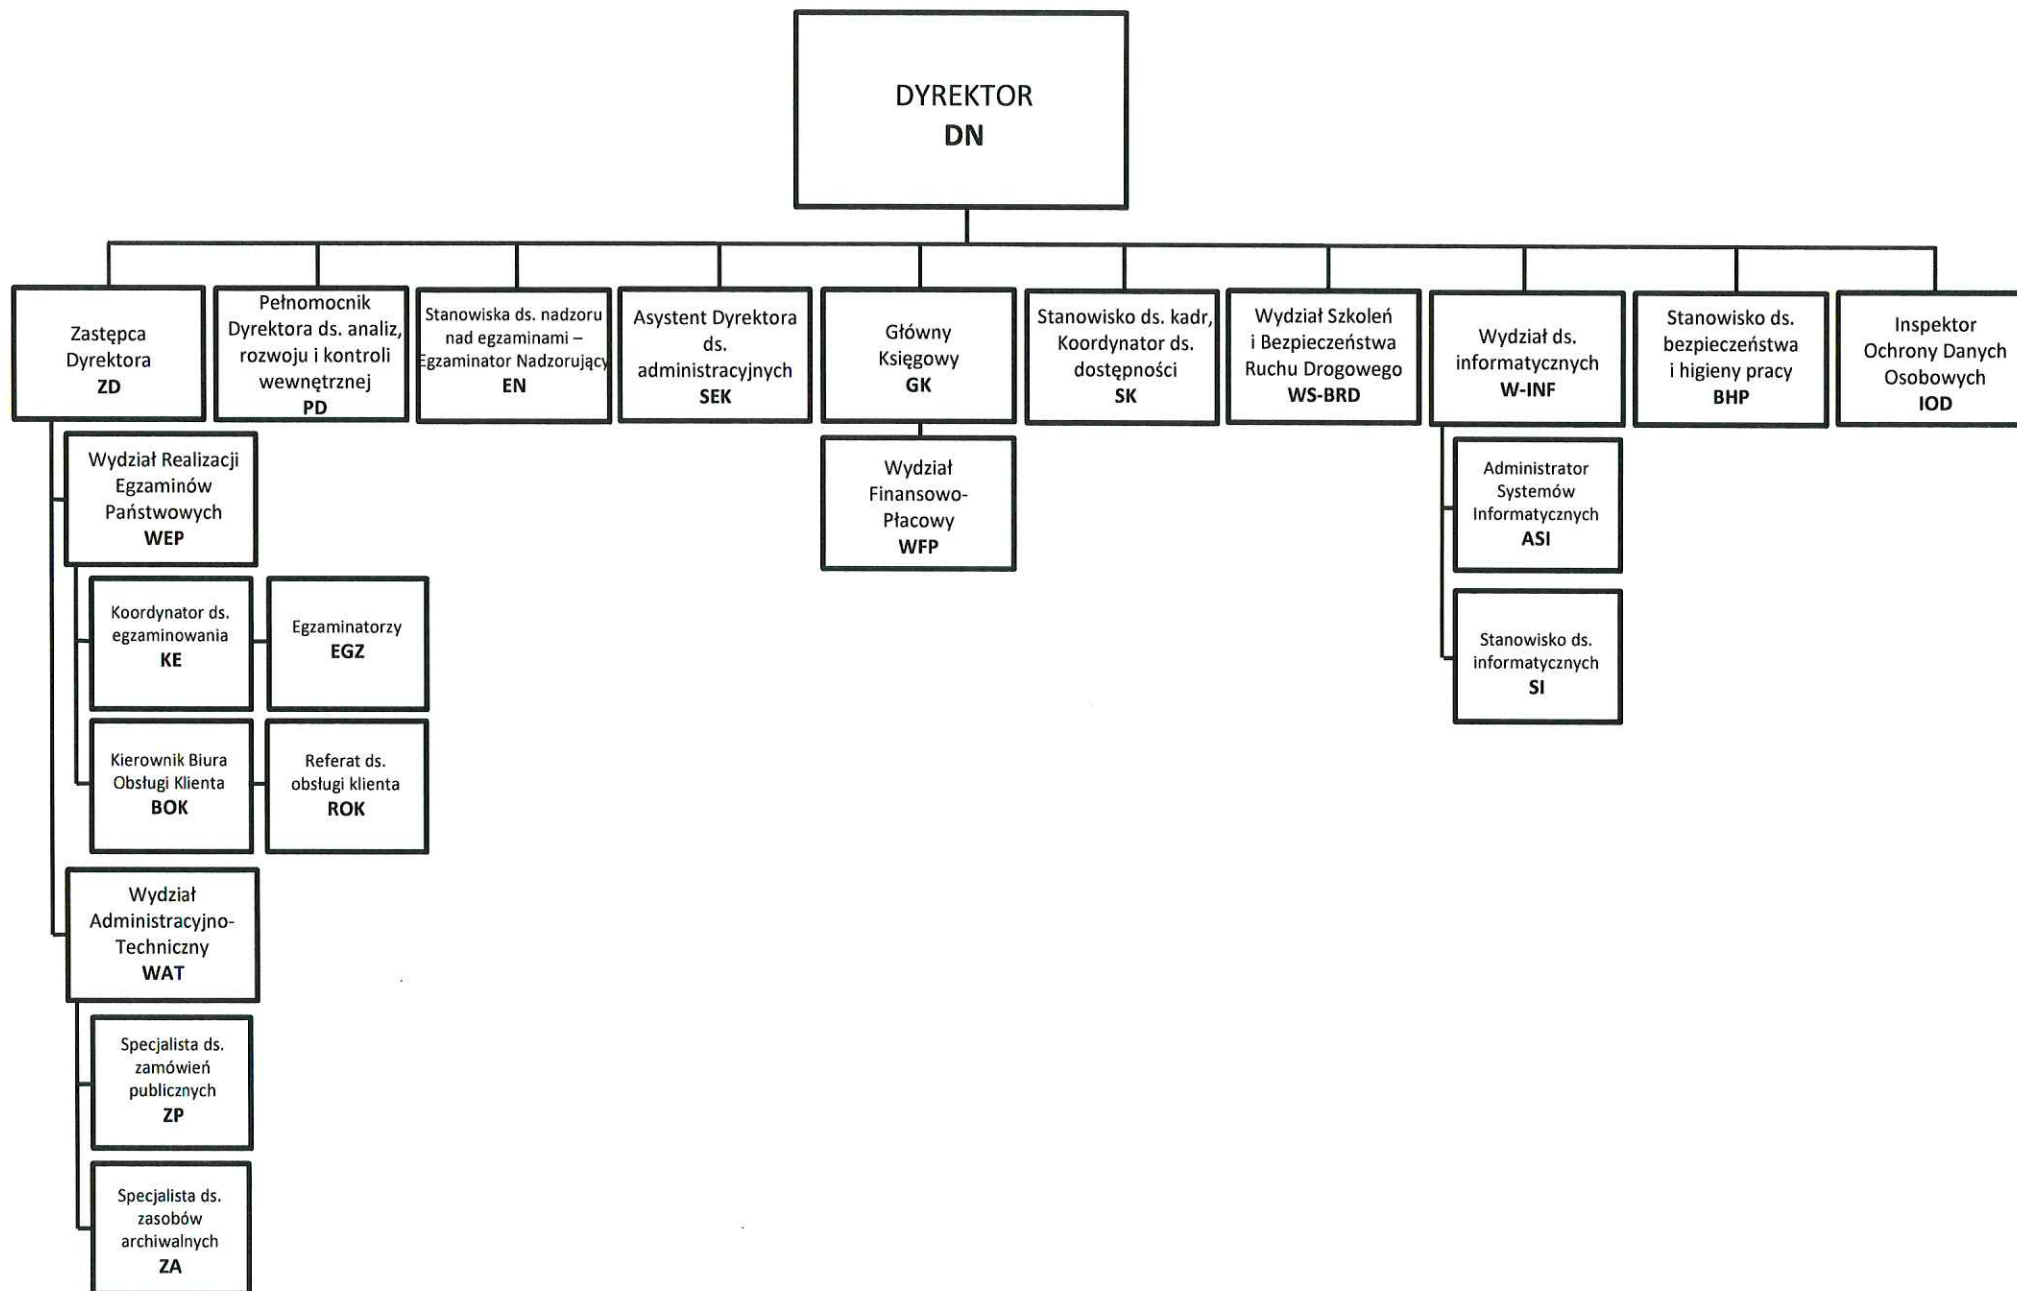 DYREKTOR
DN
Zastępca
Dyrektora
ZD
Pełnomocnik
Dyrektora ds. analiz,
rozwoju i kontroli
wewnętrznej
PD
Stanowiska ds. nadzoru
nad egzaminami –
Egzaminator Nadzorujący
EN
Asystent Dyrektora
ds.
administracyjnych
SEK
Główny
Księgowy
GK
Stanowisko ds. kadr,
Koordynator ds.
dostępności
SK
Wydział Szkoleń
i Bezpieczeństwa
Ruchu Drogowego
WS-BRD
Wydział ds.
informatycznych
W-INF
Stanowisko ds.
bezpieczeństwa
i higieny pracy
BHP
Inspektor
Ochrony Danych
Osobowych
IOD
Wydział Realizacji
Egzaminów
Państwowych
WEP
Wydział
Finansowo-
Płacowy
WFP
Administrator
Systemów
Informatycznych
ASI
Koordynator ds.
egzaminowania
KE
Egzaminatorzy
EGZ
Stanowisko ds.
informatycznych
SI
Kierownik Biura
Obsługi Klienta
BOK
Referat ds.
obsługi klienta
ROK
Wydział
Administracyjno-
Techniczny
WAT
Specjalista ds.
zamówień
publicznych
ZP
Specjalista ds.
zasobów
archiwalnych
ZA